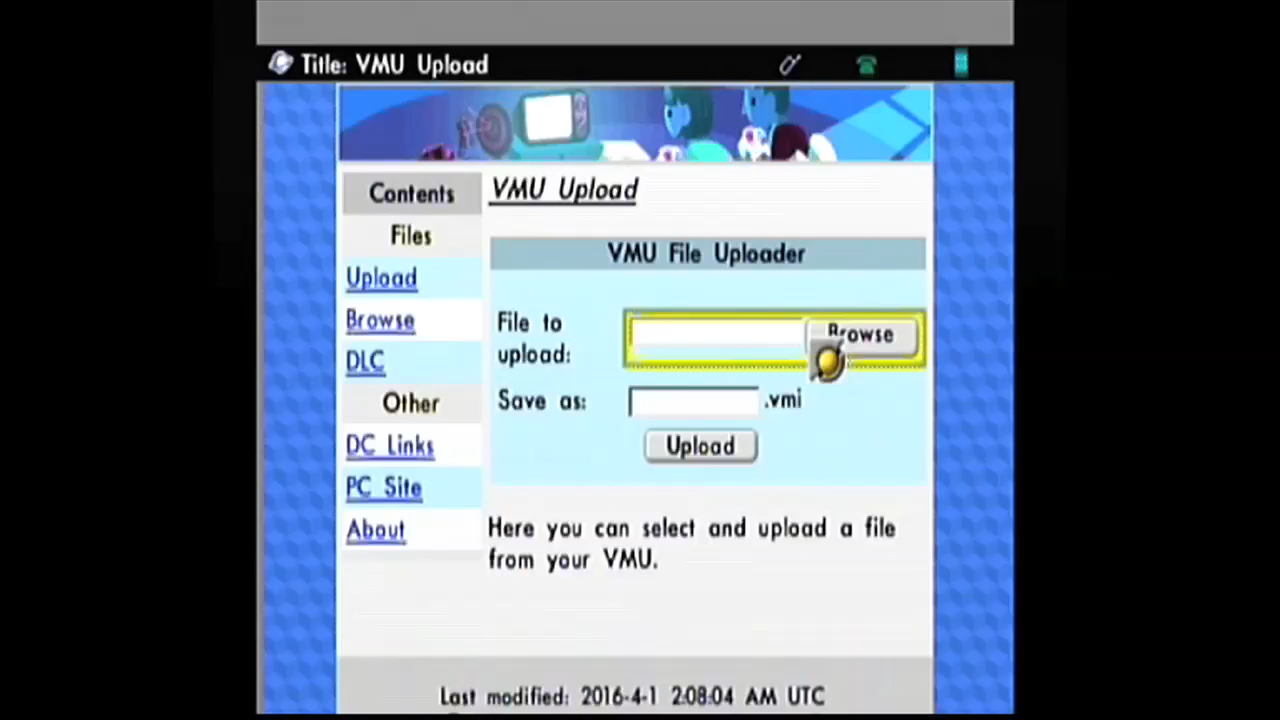 Title: VMU Upload
Contents
Files
Upload
Browse
DLC
Other
DC Links
PC Site
About
VMU Upload
VMU File Uploader
File to
upload:
Browse
Save as:
.vmi
Upload
Here you can select and upload a file
from your VMU.
Last modified: 2016-4-1 2:08:04 AM UTC